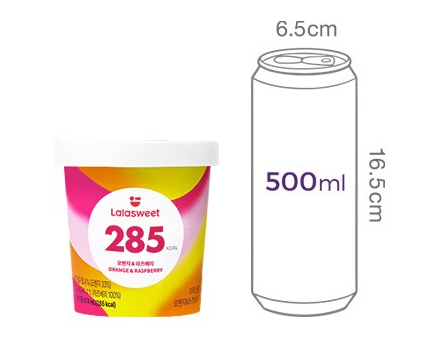 6.5cm
Lalasweet
285 KCAL
오렌지 & 라즈베리
ORANGE & RASPBERRY
500ml
16.5cm